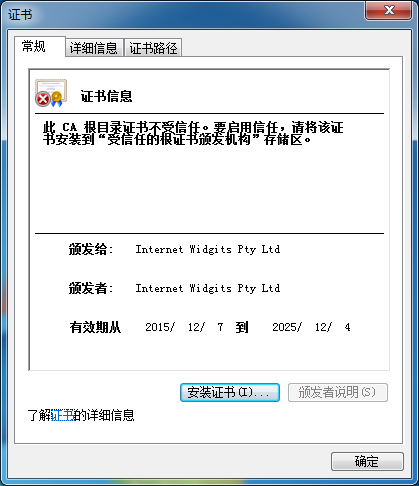 证书
常规
详细信息
证书路径
证书信息
此 CA 根目录证书不受信任。要启用信任，请将该证
书安装到“受信任的根证书颁发机构”存储区。
颁发给： Internet Widgits Pty Ltd
颁发者： Internet Widgits Pty Ltd
有效期从 2015/ 12/ 7 到 2025/ 12/ 4
安装证书(I)...
颁发者说明(S)
了解证书的详细信息
确定